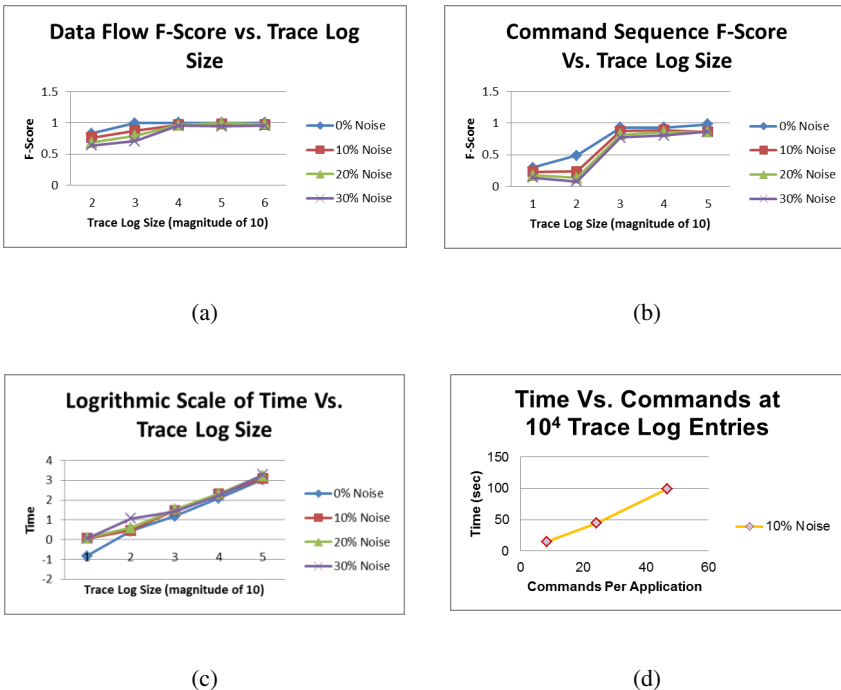 Data Flow F-Score vs. Trace Log
Size
1.5
1
0.5
0
F-Score
2 3 4 5 6
Trace Log Size (magnitude of 10)
0% Noise
10% Noise
20% Noise
30% Noise
(a)
Command Sequence F-Score
Vs. Trace Log Size
1.5
1
0.5
0
F-Score
1 2 3 4 5
Trace Log Size (magnitude of 10)
0% Noise
10% Noise
20% Noise
30% Noise
(b)
Logrithmic Scale of Time Vs.
Trace Log Size
4
3
2
1
0
-1
-2
Time
1 2 3 4 5
Trace Log Size (magnitude of 10)
0% Noise
10% Noise
20% Noise
30% Noise
(c)
Time Vs. Commands at
10⁴ Trace Log Entries
150
100
50
0
Time (sec)
0 20 40 60
Commands Per Application
10% Noise
(d)